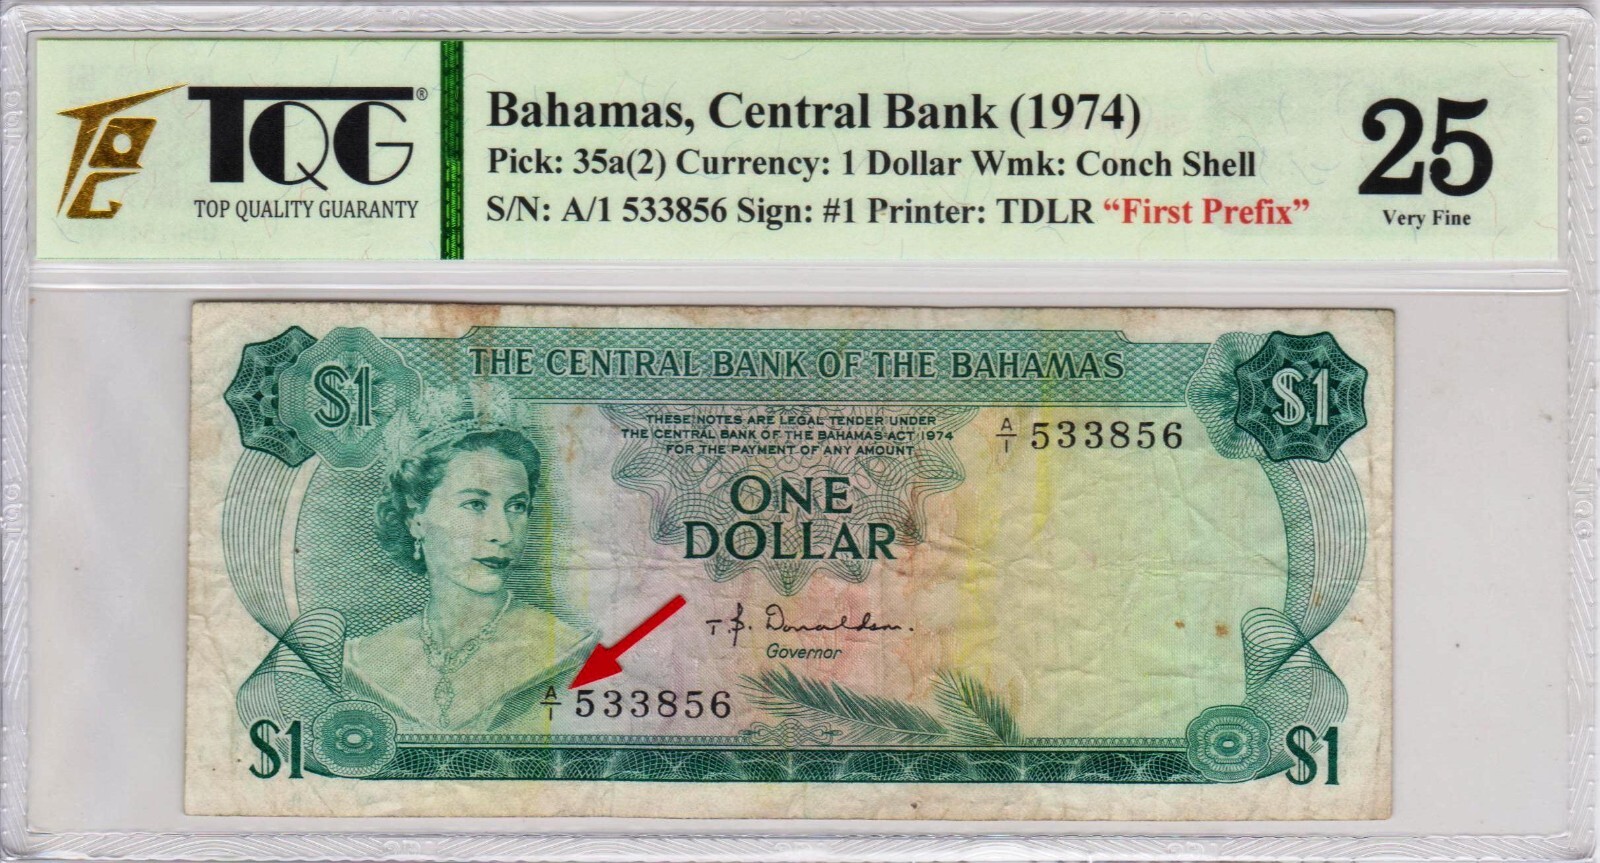 TQG®
TOP QUALITY GUARANTY
Bahamas, Central Bank (1974)
Pick: 35a(2) Currency: 1 Dollar Wmk: Conch Shell
S/N: A/1 533856 Sign: #1 Printer: TDLR “First Prefix”
25
Very Fine
$1
THE CENTRAL BANK OF THE BAHAMAS
$1
THESE NOTES ARE LEGAL TENDER UNDER
THE CENTRAL BANK OF THE BAHAMAS ACT 1974
FOR THE PAYMENT OF ANY AMOUNT
A/1 533856
ONE
DOLLAR
T.B. Donaldson.
Governor
A/1 533856
$1
$1